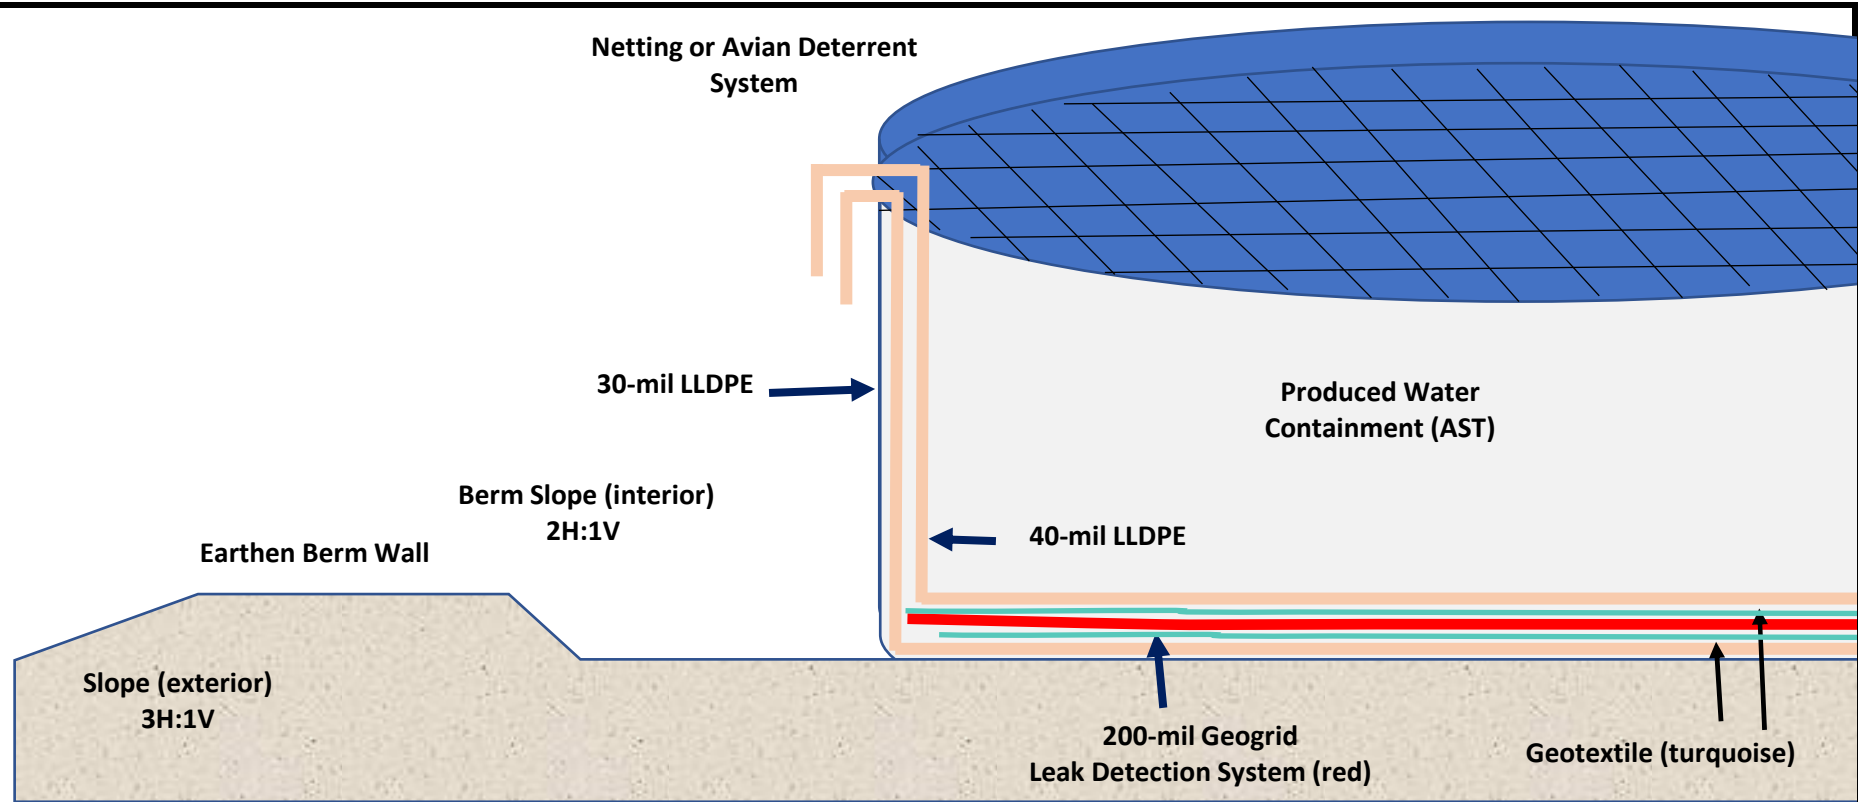 Netting or Avian Deterrent
System
30-mil LLDPE
Produced Water
Containment (AST)
Berm Slope (interior)
2H:1V
40-mil LLDPE
Earthen Berm Wall
Slope (exterior)
3H:1V
200-mil Geogrid
Leak Detection System (red)
Geotextile (turquoise)